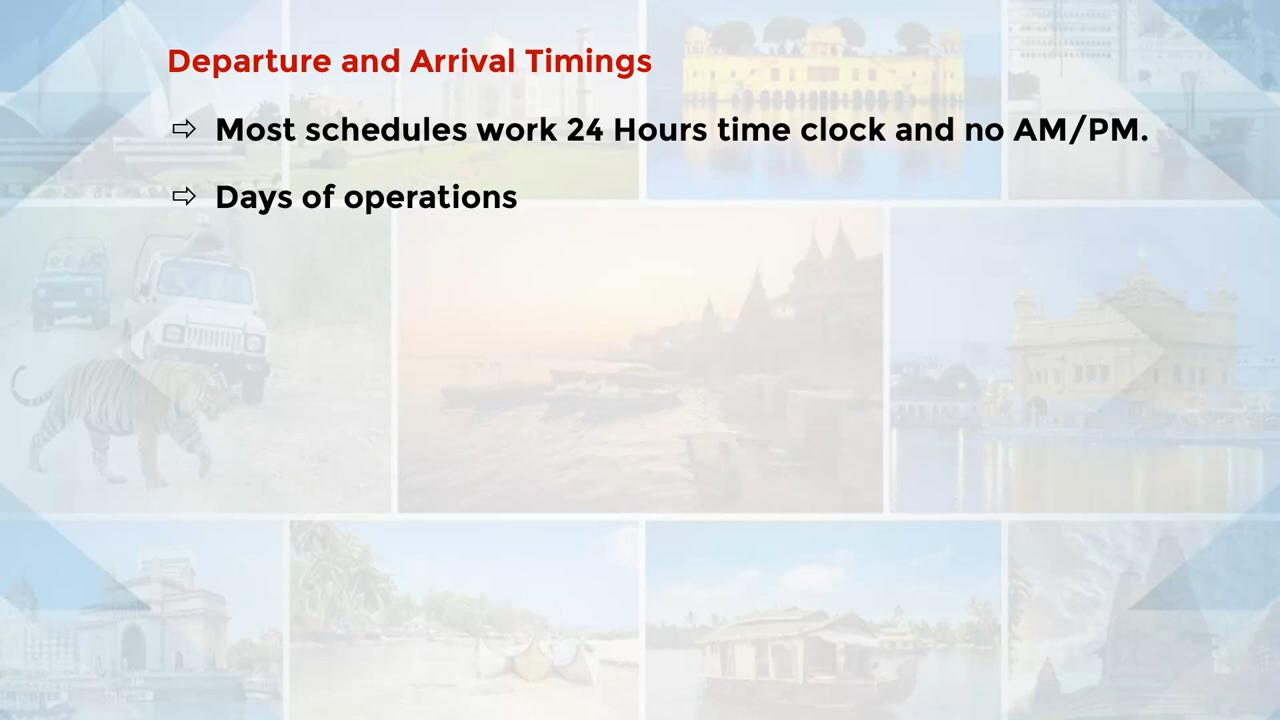 Departure and Arrival Timings
⇨ Most schedules work 24 Hours time clock and no AM/PM.
⇨ Days of operations